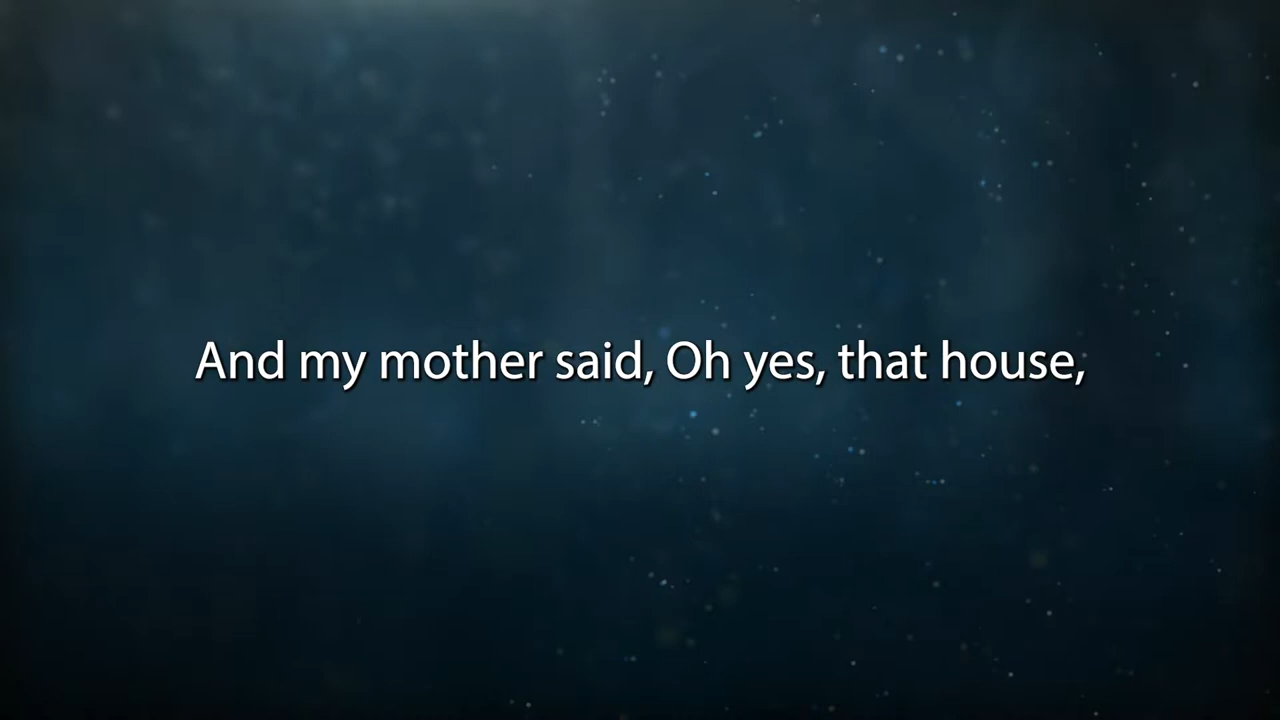 And my mother said, Oh yes, that house,